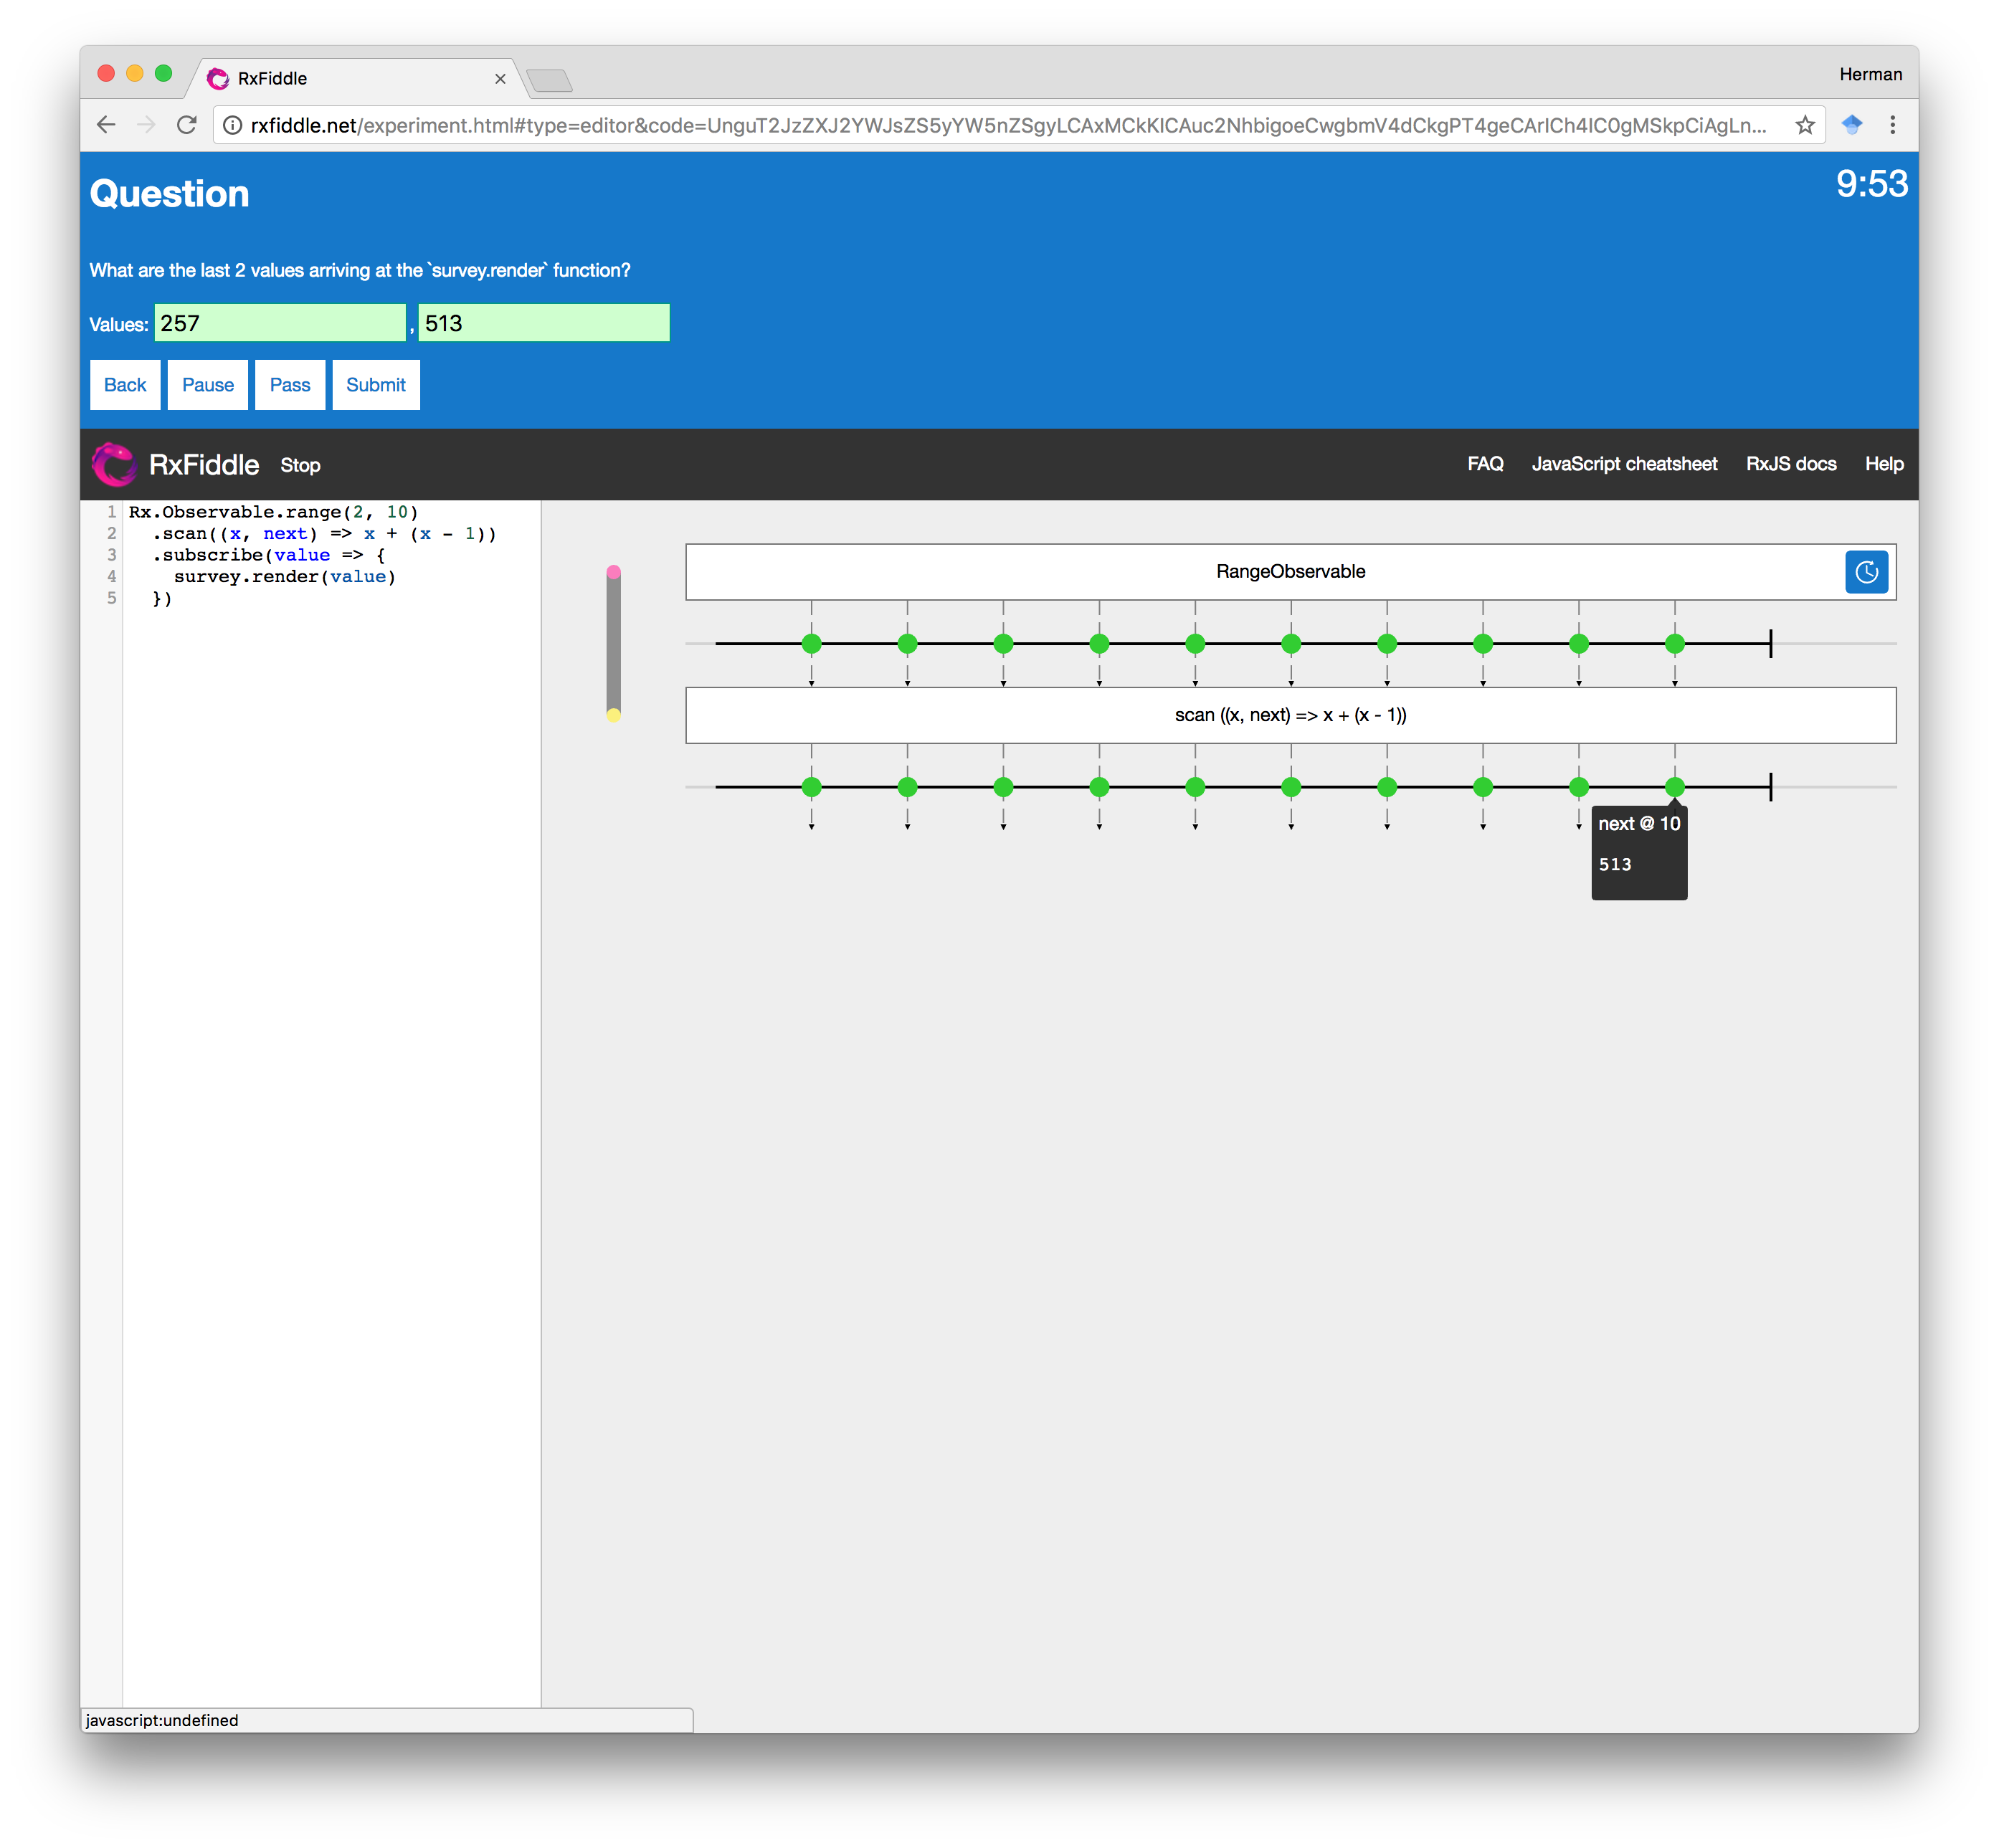 RxFiddle
Herman
rxfiddle.net/experiment.html#type=editor&code=UnguT2JzZXJ2YWJsZS5yYW5nZSgyLCAxMCkKICAuc2NhbigoeCwgbmV4dCkgPT4geCArICh4IC0gMSkpCiAgLn...
Question
9:53
What are the last 2 values arriving at the `survey.render` function?
Values: 257 , 513
Back Pause Pass Submit
RxFiddle Stop FAQ JavaScript cheatsheet RxJS docs Help
1 Rx.Observable.range(2, 10)
2 .scan((x, next) => x + (x - 1))
3 .subscribe(value => {
4 survey.render(value)
5 })
RangeObservable
scan ((x, next) => x + (x - 1))
next @ 10
513
javascript:undefined